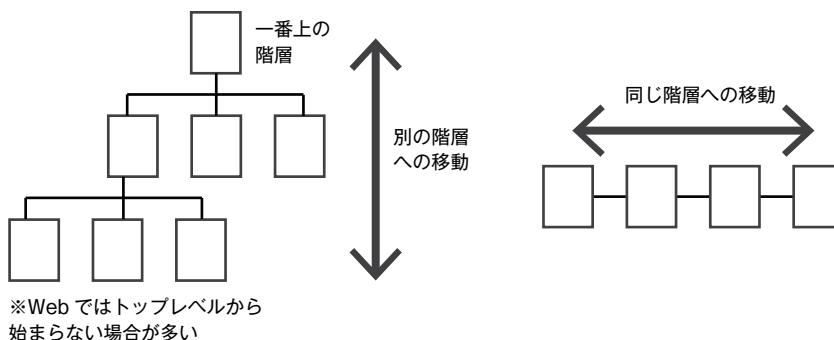 一番上の
階層
別の階層
への移動
同じ階層への移動
※Web ではトップレベルから
始まらない場合が多い